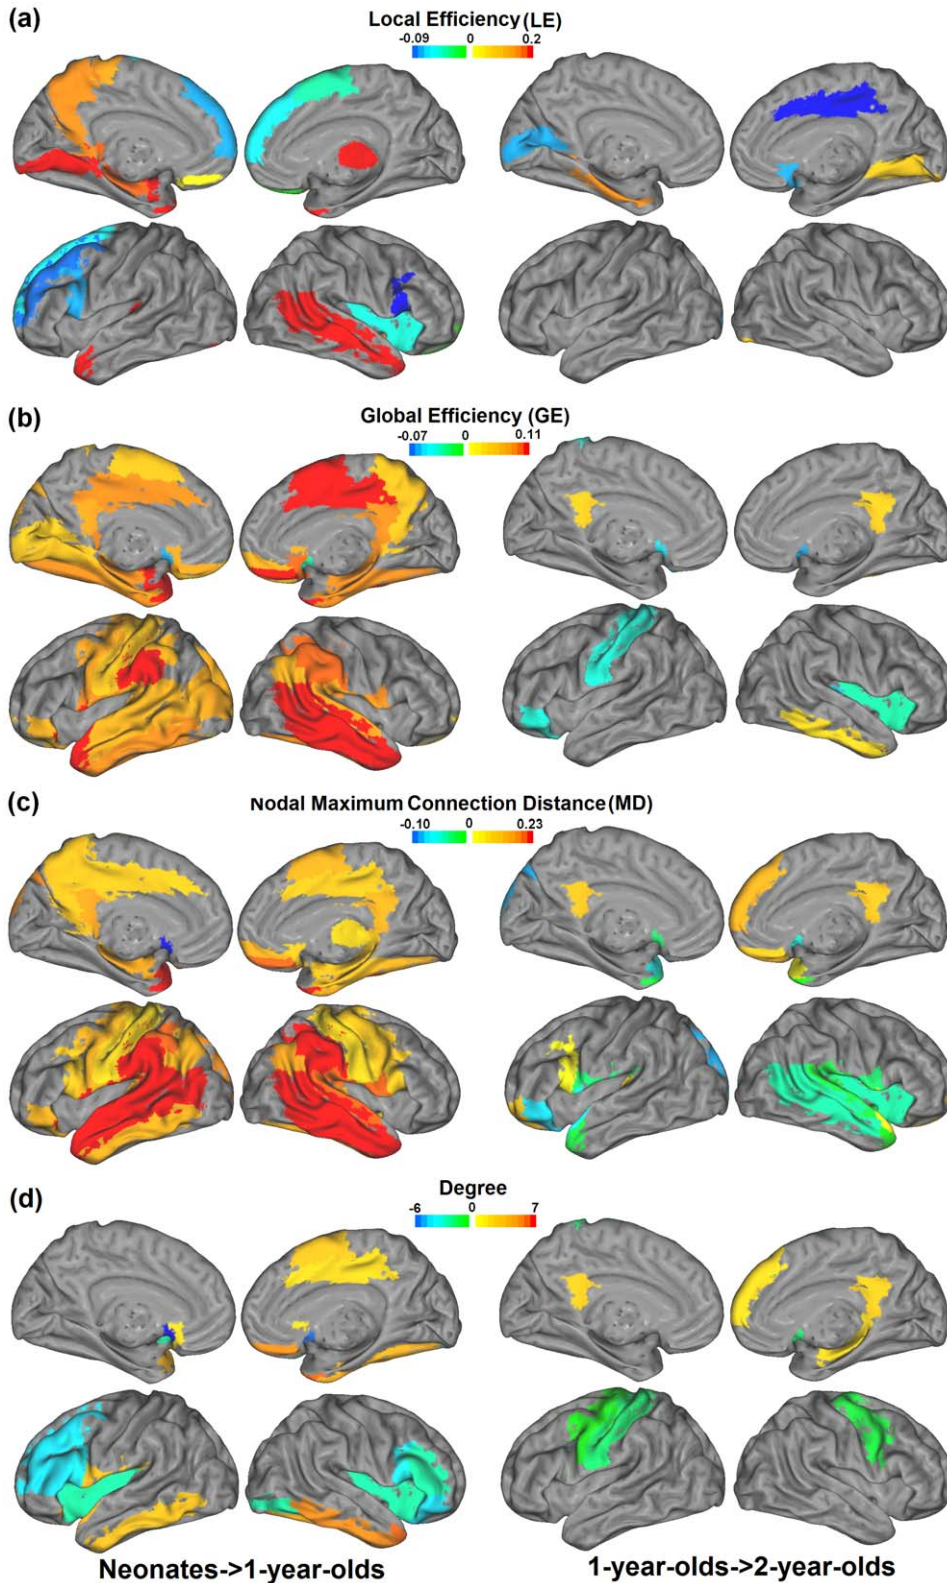 (a)
Local Efficiency (LE)
-0.09 0 0.2
(b)
Global Efficiency (GE)
-0.07 0 0.11
(c)
Nodal Maximum Connection Distance (MD)
-0.10 0 0.23
(d)
Degree
-6 0 7
Neonates->1-year-olds 1-year-olds->2-year-olds